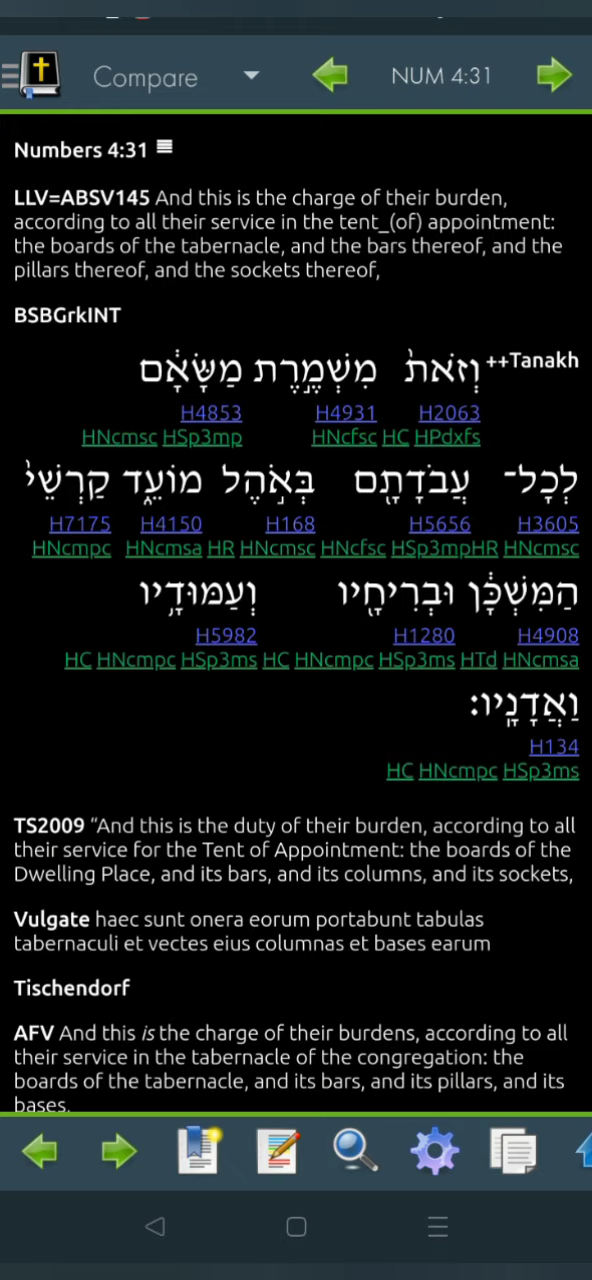 Compare
NUM 4:31
Numbers 4:31
LLV=ABSV145 And this is the charge of their burden,
according to all their service in the tent_(of) appointment:
the boards of the tabernacle, and the bars thereof, and the
pillars thereof, and the sockets thereof,
BSBGrkINT
++Tanakh וְזֹאת֙ מִשְׁמֶ֣רֶת מַשָּׂאָ֔ם
H4853 H4931 H2063
HNcmsc HSp3mp HNcfsc HC HPdxfs
לְכָל־ עֲבֹדָתָ֖ם בְּאֹ֣הֶל מוֹעֵ֑ד קַרְשֵׁי֙
H7175 H4150 H168 H5656 H3605
HNcmpc HNcmsa HR HNcmsc HNcfsc HSp3mpHR HNcmsc
הַמִּשְׁכָּ֔ן וּבְרִיחָ֖יו וְעַמּוּדָ֥יו
H5982 H1280 H4908
HC HNcmpc HSp3ms HC HNcmpc HSp3ms HTd HNcmsa
וַאֲדָנָֽיו׃
H134
HC HNcmpc HSp3ms
TS2009 “And this is the duty of their burden, according to all
their service for the Tent of Appointment: the boards of the
Dwelling Place, and its bars, and its columns, and its sockets,
Vulgate haec sunt onera eorum portabunt tabulas
tabernaculi et vectes eius columnas et bases earum
Tischendorf
AFV And this is the charge of their burdens, according to all
their service in the tabernacle of the congregation: the
boards of the tabernacle, and its bars, and its pillars, and its
bases,